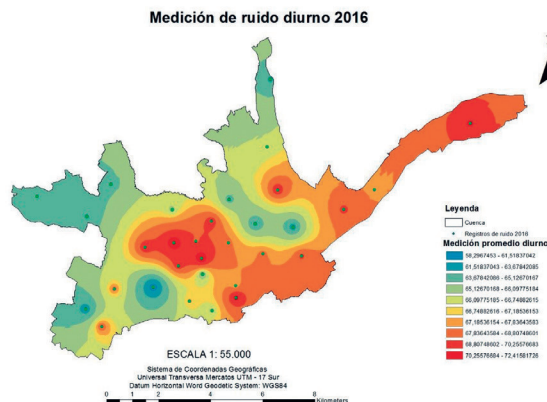 Medición de ruido diurno 2016
Leyenda
Cuenca
Registros de ruido 2016
Medición promedio diurno
58,2967453 - 61,51837042
61,51837043 - 63,67842085
63,67842086 - 65,12670167
65,12670168 - 66,09775184
66,09775185 - 66,74882615
66,74882616 - 67,18536153
67,18536154 - 67,83643583
67,83643584 - 68,80748601
68,80748602 - 70,25576683
70,25576684 - 72,41581726
ESCALA 1: 55.000
Sistema de Coordenadas Geográficas
Universal Transversa Mercatos UTM - 17 Sur
Datum Horizontal Word Geodetic System: WGS84
0 2 4 6 8
Kilometers